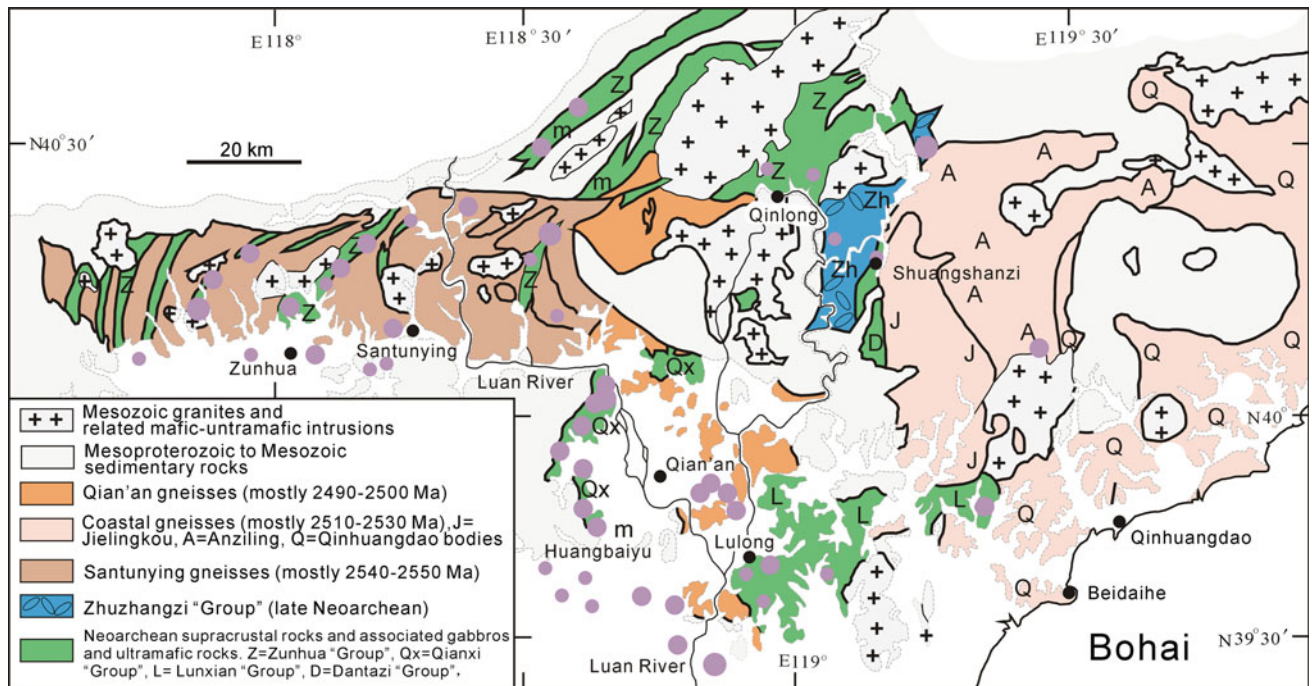 E118°
E118°30′
E119°30′
N40°30′
20 km
Z
m
Z
Z
m
Z
Q
A
A
Q
A
Qinlong
Zh
Q
Z
Z
Z
Zh
A
Shuangshanzi
A
Z
J
A
Q
Q
Q
D
J
Santunying
Zunhua
Luan River
Qx
N40°
Qx
Q
Q
Qian'an
J
Qx
L
L
L
m
Q
Huangbaiyu
Lulong
Qinhuangdao
Q
Beidaihe
E119°
Bohai
N39°30′
Luan River
Mesozoic granites and
related mafic-untramafic intrusions
Mesoproterozoic to Mesozoic
sedimentary rocks
Qian'an gneisses (mostly 2490-2500 Ma)
Coastal gneisses (mostly 2510-2530 Ma),J=
Jielingkou, A=Anziling, Q=Qinhuangdao bodies
Santunying gneisses (mostly 2540-2550 Ma)
Zhuzhangzi “Group” (late Neoarchean)
Neoarchean supracrustal rocks and associated gabbros
and ultramafic rocks. Z=Zunhua “Group”, Qx=Qianxi
“Group”, L= Lunxian “Group”, D=Dantazi “Group”,